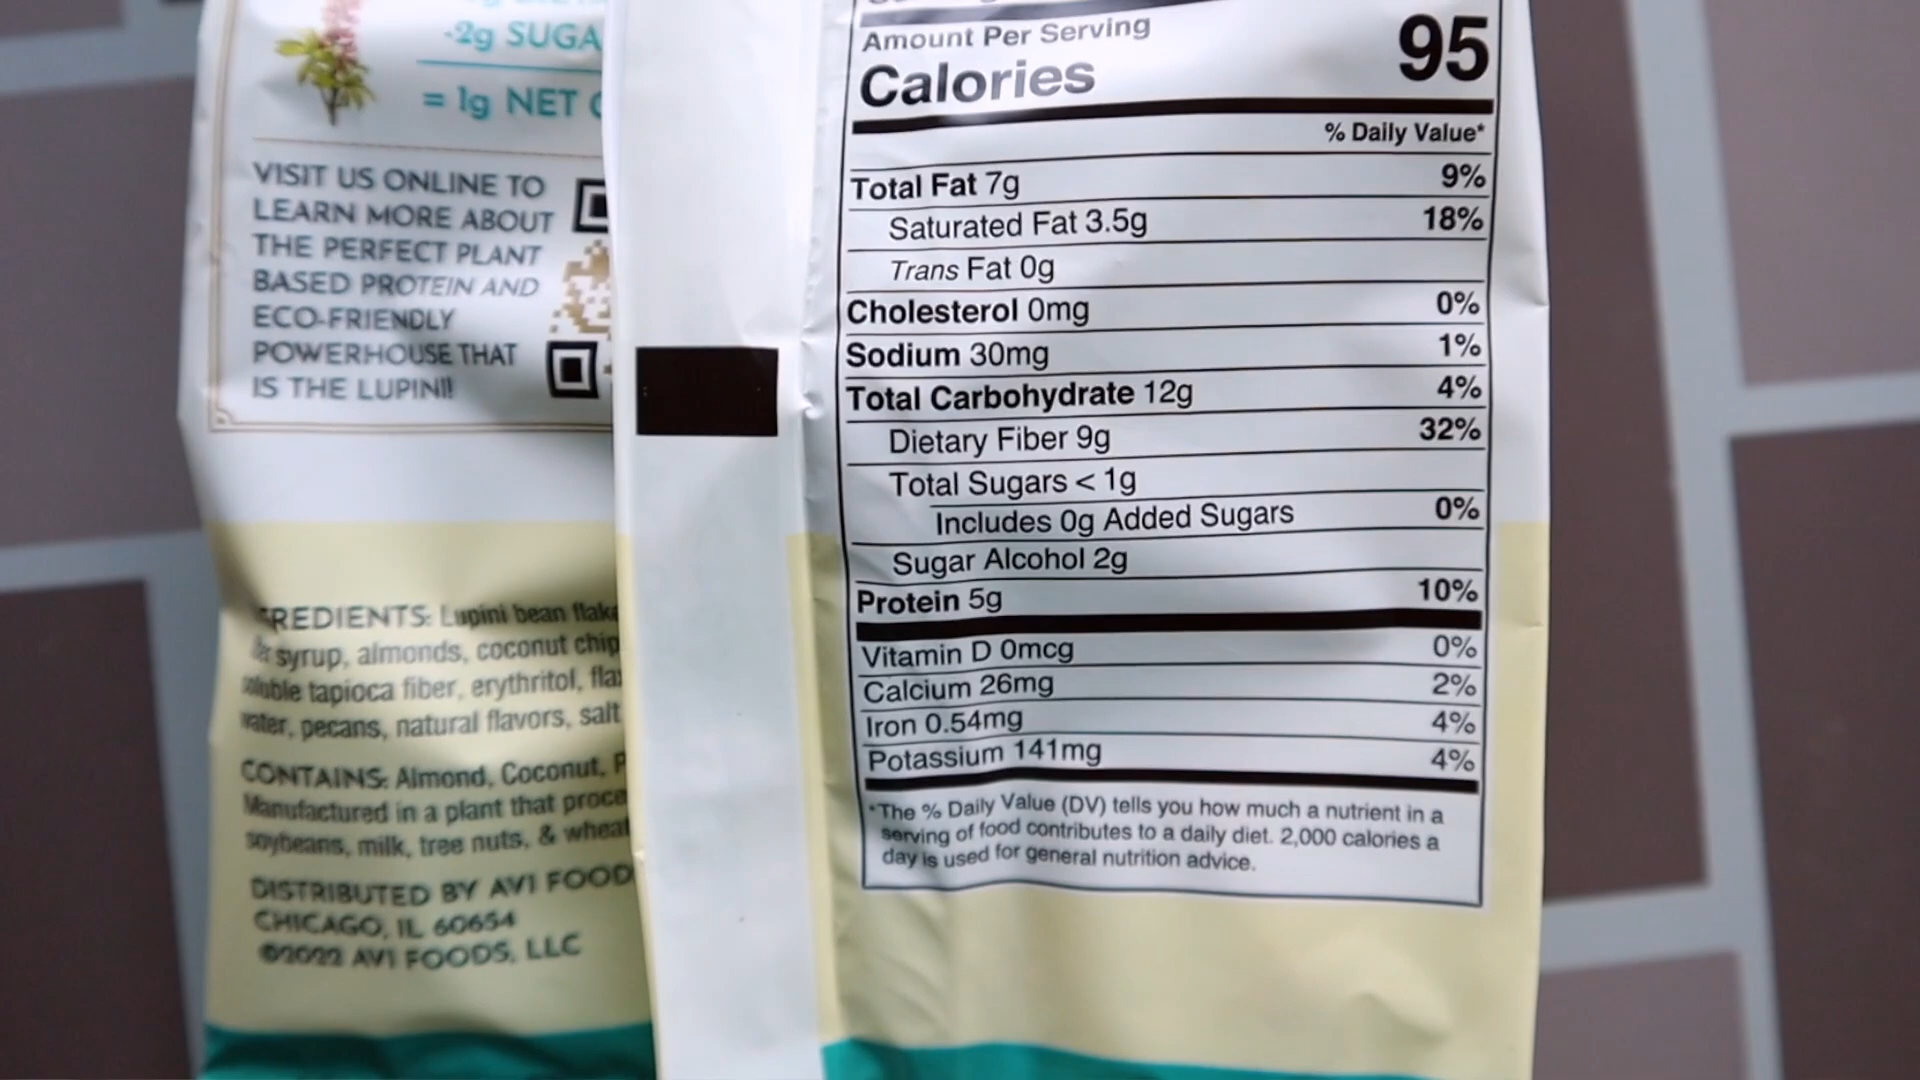 -2g SUGA
= 1g NET
VISIT US ONLINE TO
LEARN MORE ABOUT
THE PERFECT PLANT
BASED PROTEIN AND
ECO-FRIENDLY
POWERHOUSE THAT
IS THE LUPINI!
REDIENTS: Lupini bean flake
syrup, almonds, coconut chip
tapioca fiber, erythritol, fla
water, pecans, natural flavors, salt
CONTAINS: Almond, Coconut, P
Manufactured in a plant that proce
soybeans, milk, tree nuts, & wheat
DISTRIBUTED BY AVI FOOD
CHICAGO, IL 60654
©2022 AVI FOODS, LLC
Amount Per Serving
Calories 95
% Daily Value*
Total Fat 7g 9%
Saturated Fat 3.5g 18%
Trans Fat 0g
Cholesterol 0mg 0%
Sodium 30mg 1%
Total Carbohydrate 12g 4%
Dietary Fiber 9g 32%
Total Sugars < 1g
Includes 0g Added Sugars 0%
Sugar Alcohol 2g
Protein 5g 10%
Vitamin D 0mcg 0%
Calcium 26mg 2%
Iron 0.54mg 4%
Potassium 141mg 4%
*The % Daily Value (DV) tells you how much a nutrient in a
serving of food contributes to a daily diet. 2,000 calories a
day is used for general nutrition advice.